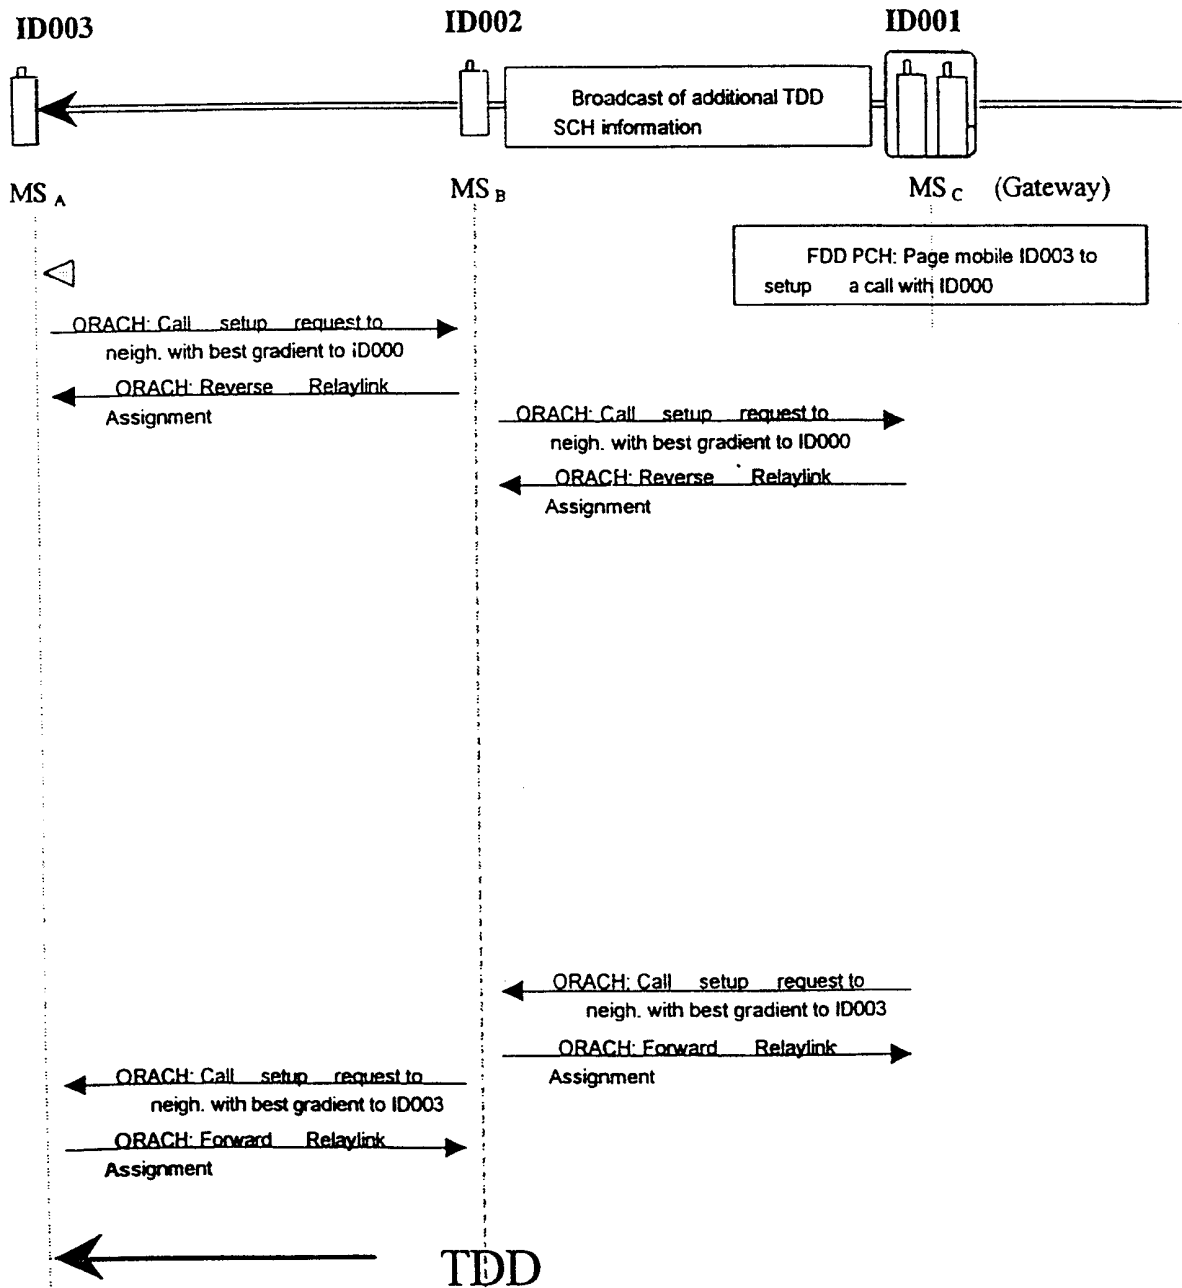 ID003
ID002
ID001
Broadcast of additional TDD
SCH information
MS A
MS B
MS C (Gateway)
FDD PCH: Page mobile ID003 to
setup a call with ID000
ORACH: Call setup request to
neigh. with best gradient to ID000
ORACH: Reverse Relaylink
Assignment
ORACH: Call setup request to
neigh. with best gradient to ID000
ORACH: Reverse Relaylink
Assignment
ORACH: Call setup request to
neigh. with best gradient to ID003
ORACH: Forward Relaylink
Assignment
ORACH: Call setup request to
neigh. with best gradient to ID003
ORACH: Forward Relaylink
Assignment
TDD